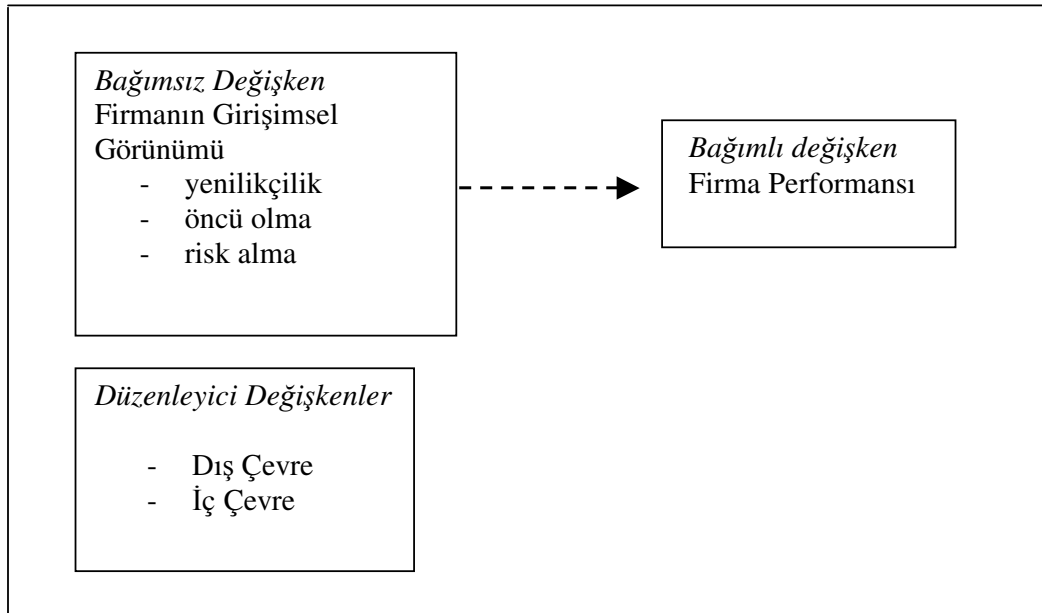 Bağımsız Değişken
Firmanın Girişimsel
Görünümü
- yenilikçilik
- öncü olma
- risk alma
Bağımlı değişken
Firma Performansı
Düzenleyici Değişkenler
- Dış Çevre
- İç Çevre